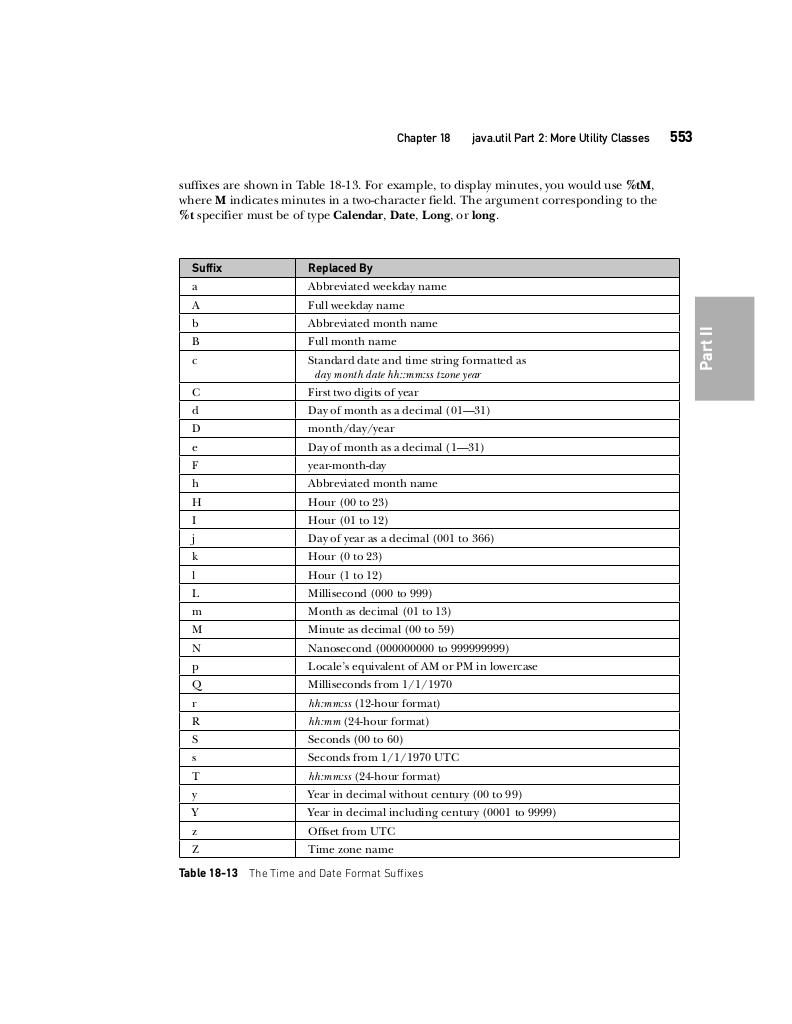 Chapter 18 java.util Part 2: More Utility Classes 553
suffixes are shown in Table 18-13. For example, to display minutes, you would use %tM,
where M indicates minutes in a two-character field. The argument corresponding to the
%t specifier must be of type Calendar, Date, Long, or long.
Suffix Replaced By
a Abbreviated weekday name
A Full weekday name
b Abbreviated month name
B Full month name
c Standard date and time string formatted as
day month date hh::mm:ss tzone year
C First two digits of year
d Day of month as a decimal (01—31)
D month/day/year
e Day of month as a decimal (1—31)
F year-month-day
h Abbreviated month name
H Hour (00 to 23)
I Hour (01 to 12)
j Day of year as a decimal (001 to 366)
k Hour (0 to 23)
l Hour (1 to 12)
L Millisecond (000 to 999)
m Month as decimal (01 to 13)
M Minute as decimal (00 to 59)
N Nanosecond (000000000 to 999999999)
p Locale's equivalent of AM or PM in lowercase
Q Milliseconds from 1/1/1970
r hh:mm:ss (12-hour format)
R hh:mm (24-hour format)
S Seconds (00 to 60)
s Seconds from 1/1/1970 UTC
T hh:mm:ss (24-hour format)
y Year in decimal without century (00 to 99)
Y Year in decimal including century (0001 to 9999)
z Offset from UTC
Z Time zone name
Table 18-13 The Time and Date Format Suffixes
Part II